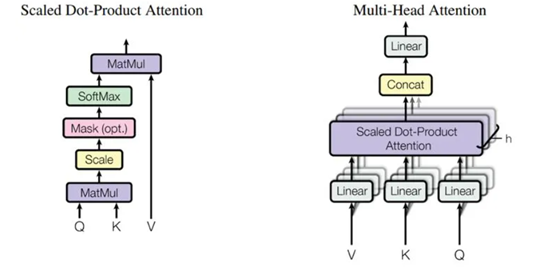 Scaled Dot-Product Attention
MatMul
SoftMax
Mask (opt.)
Scale
MatMul
Q K V
Multi-Head Attention
Linear
Concat
Scaled Dot-Product
Attention
h
Linear Linear Linear
V K Q